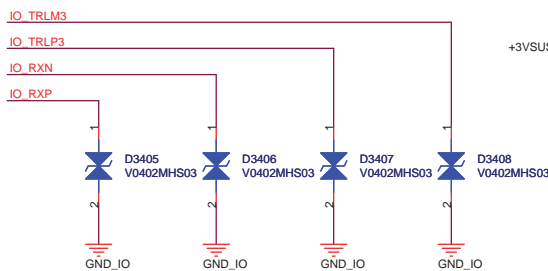 IO_TRLM3
IO_TRLP3
+3VSUS
IO_RXN
IO_RXP
1 1 1 1
D3405 D3406 D3407 D3408
V0402MHS03 V0402MHS03 V0402MHS03 V0402MHS03
2 2 2 2
GND_IO GND_IO GND_IO GND_IO